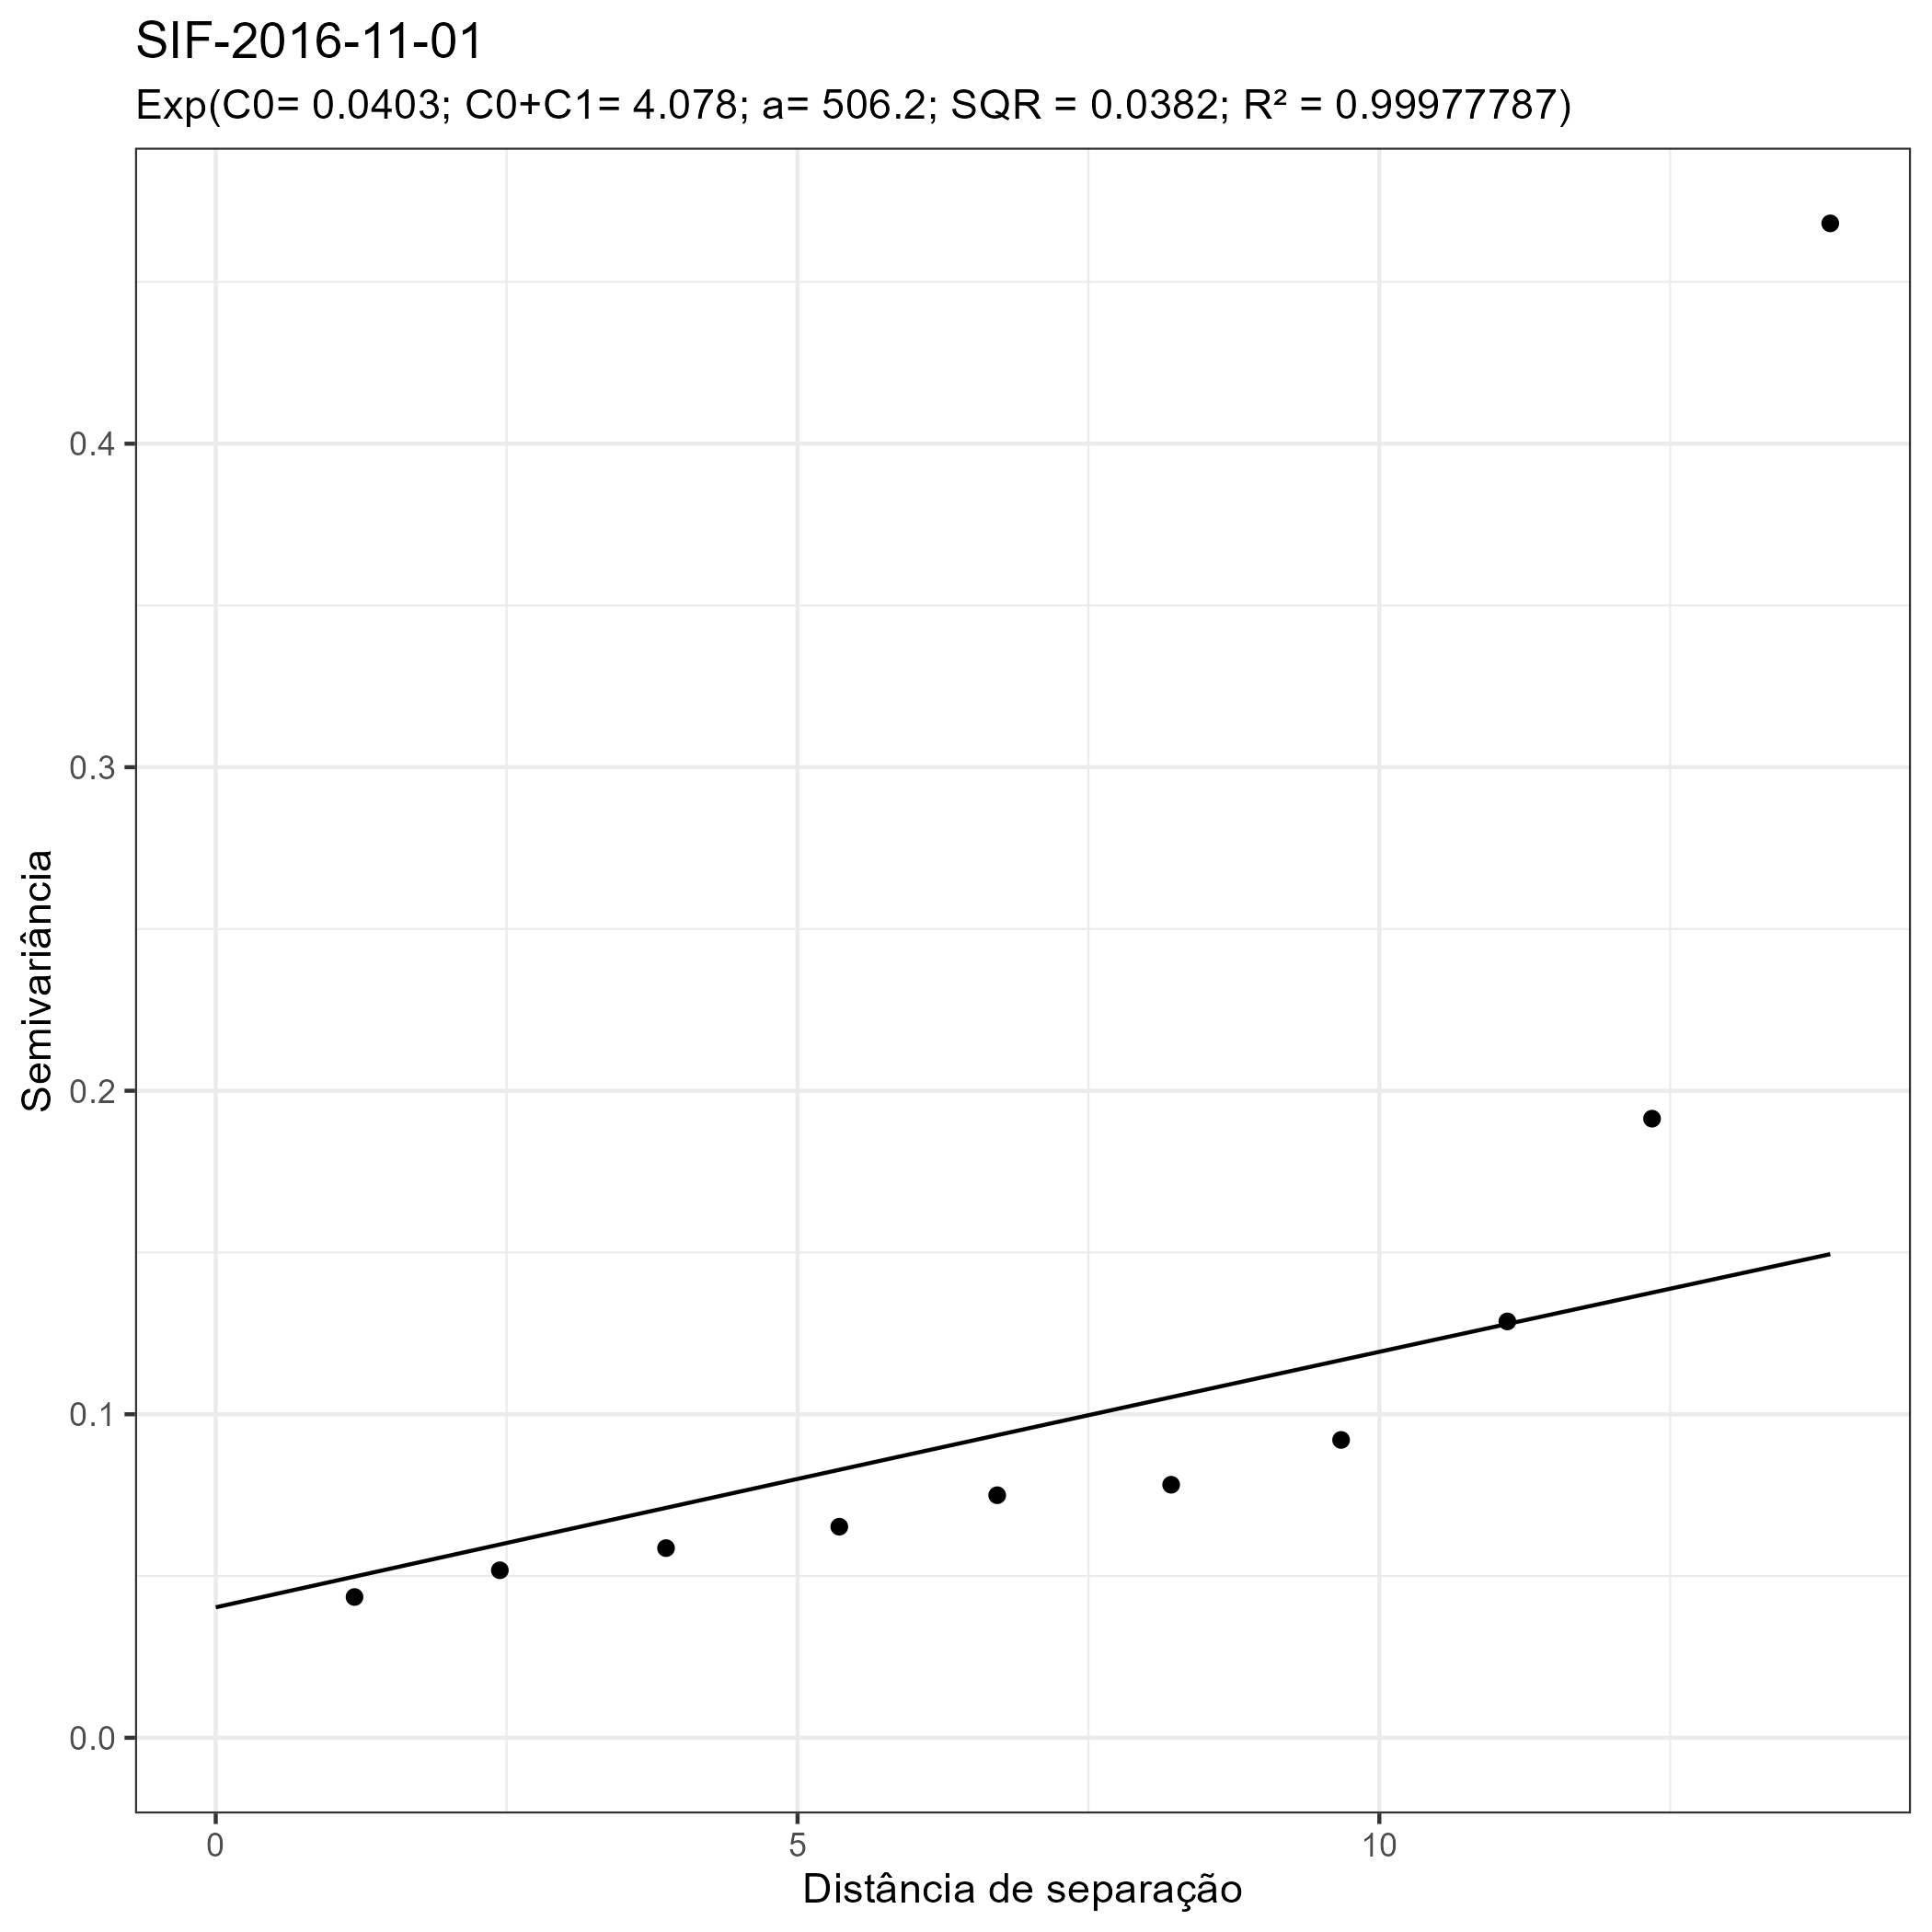 SIF-2016-11-01
Exp(C0= 0.0403; C0+C1= 4.078; a= 506.2; SQR = 0.0382; R² = 0.99977787)
Semivariância
0.4
0.3
0.2
0.1
0.0
0 5 10
Distância de separação